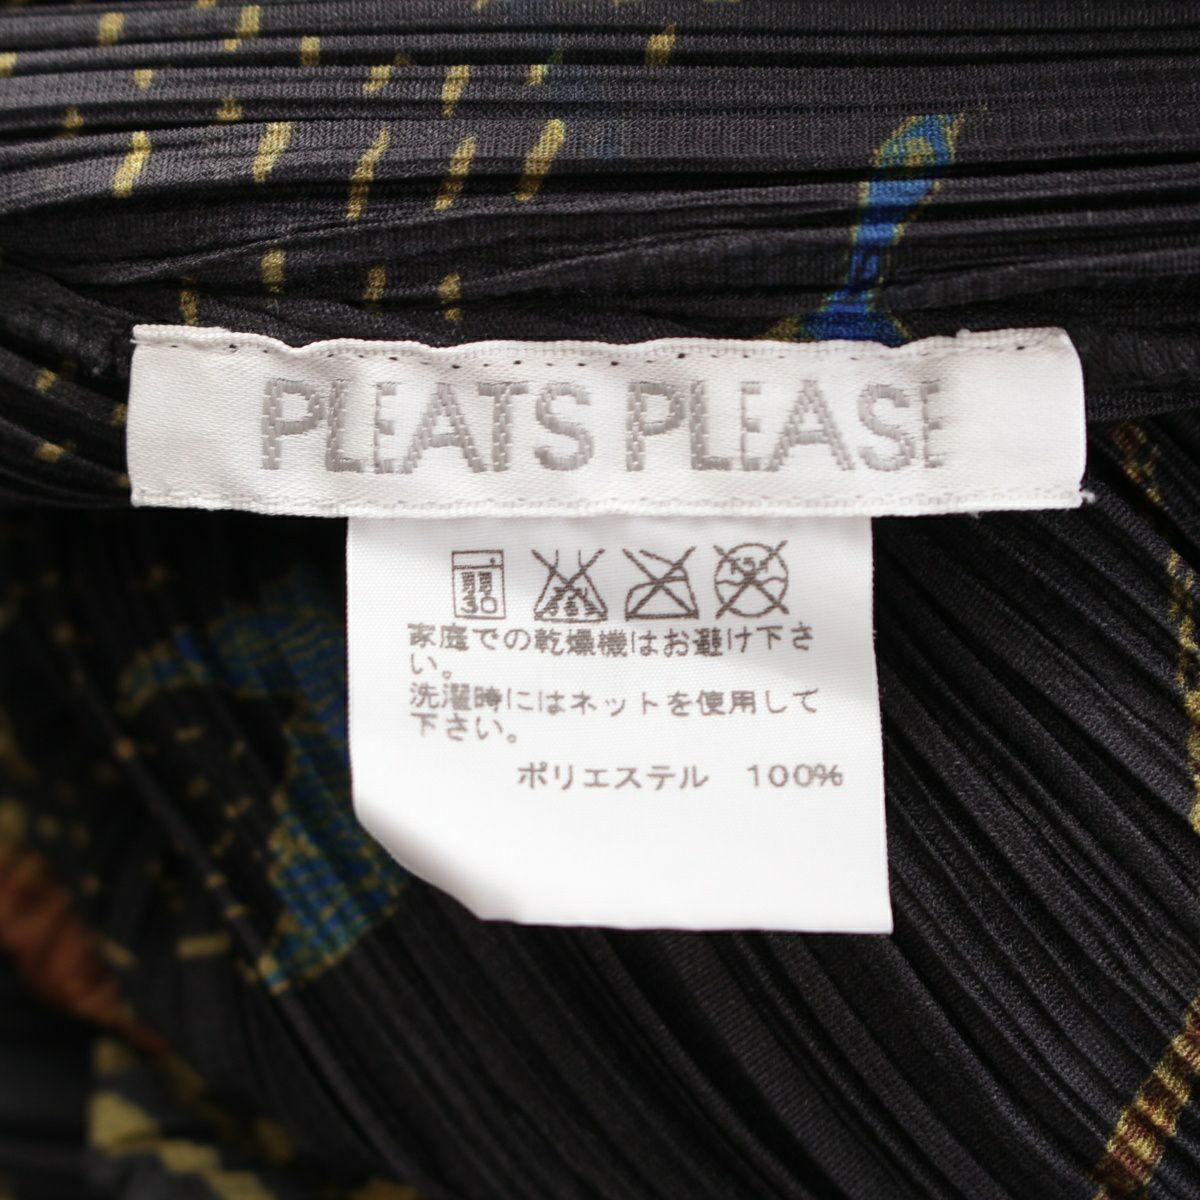 PLEATS PLEASE
30
家庭での乾燥機はお避け下さ
い。
洗濯時にはネットを使用して
下さい。
ポリエステル 100%